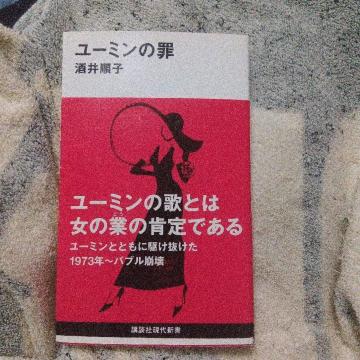 ユーミンの罪
酒井順子
ユーミンの歌とは
女の業の肯定である
ユーミンとともに駆け抜けた
1973年〜バブル崩壊
講談社現代新書